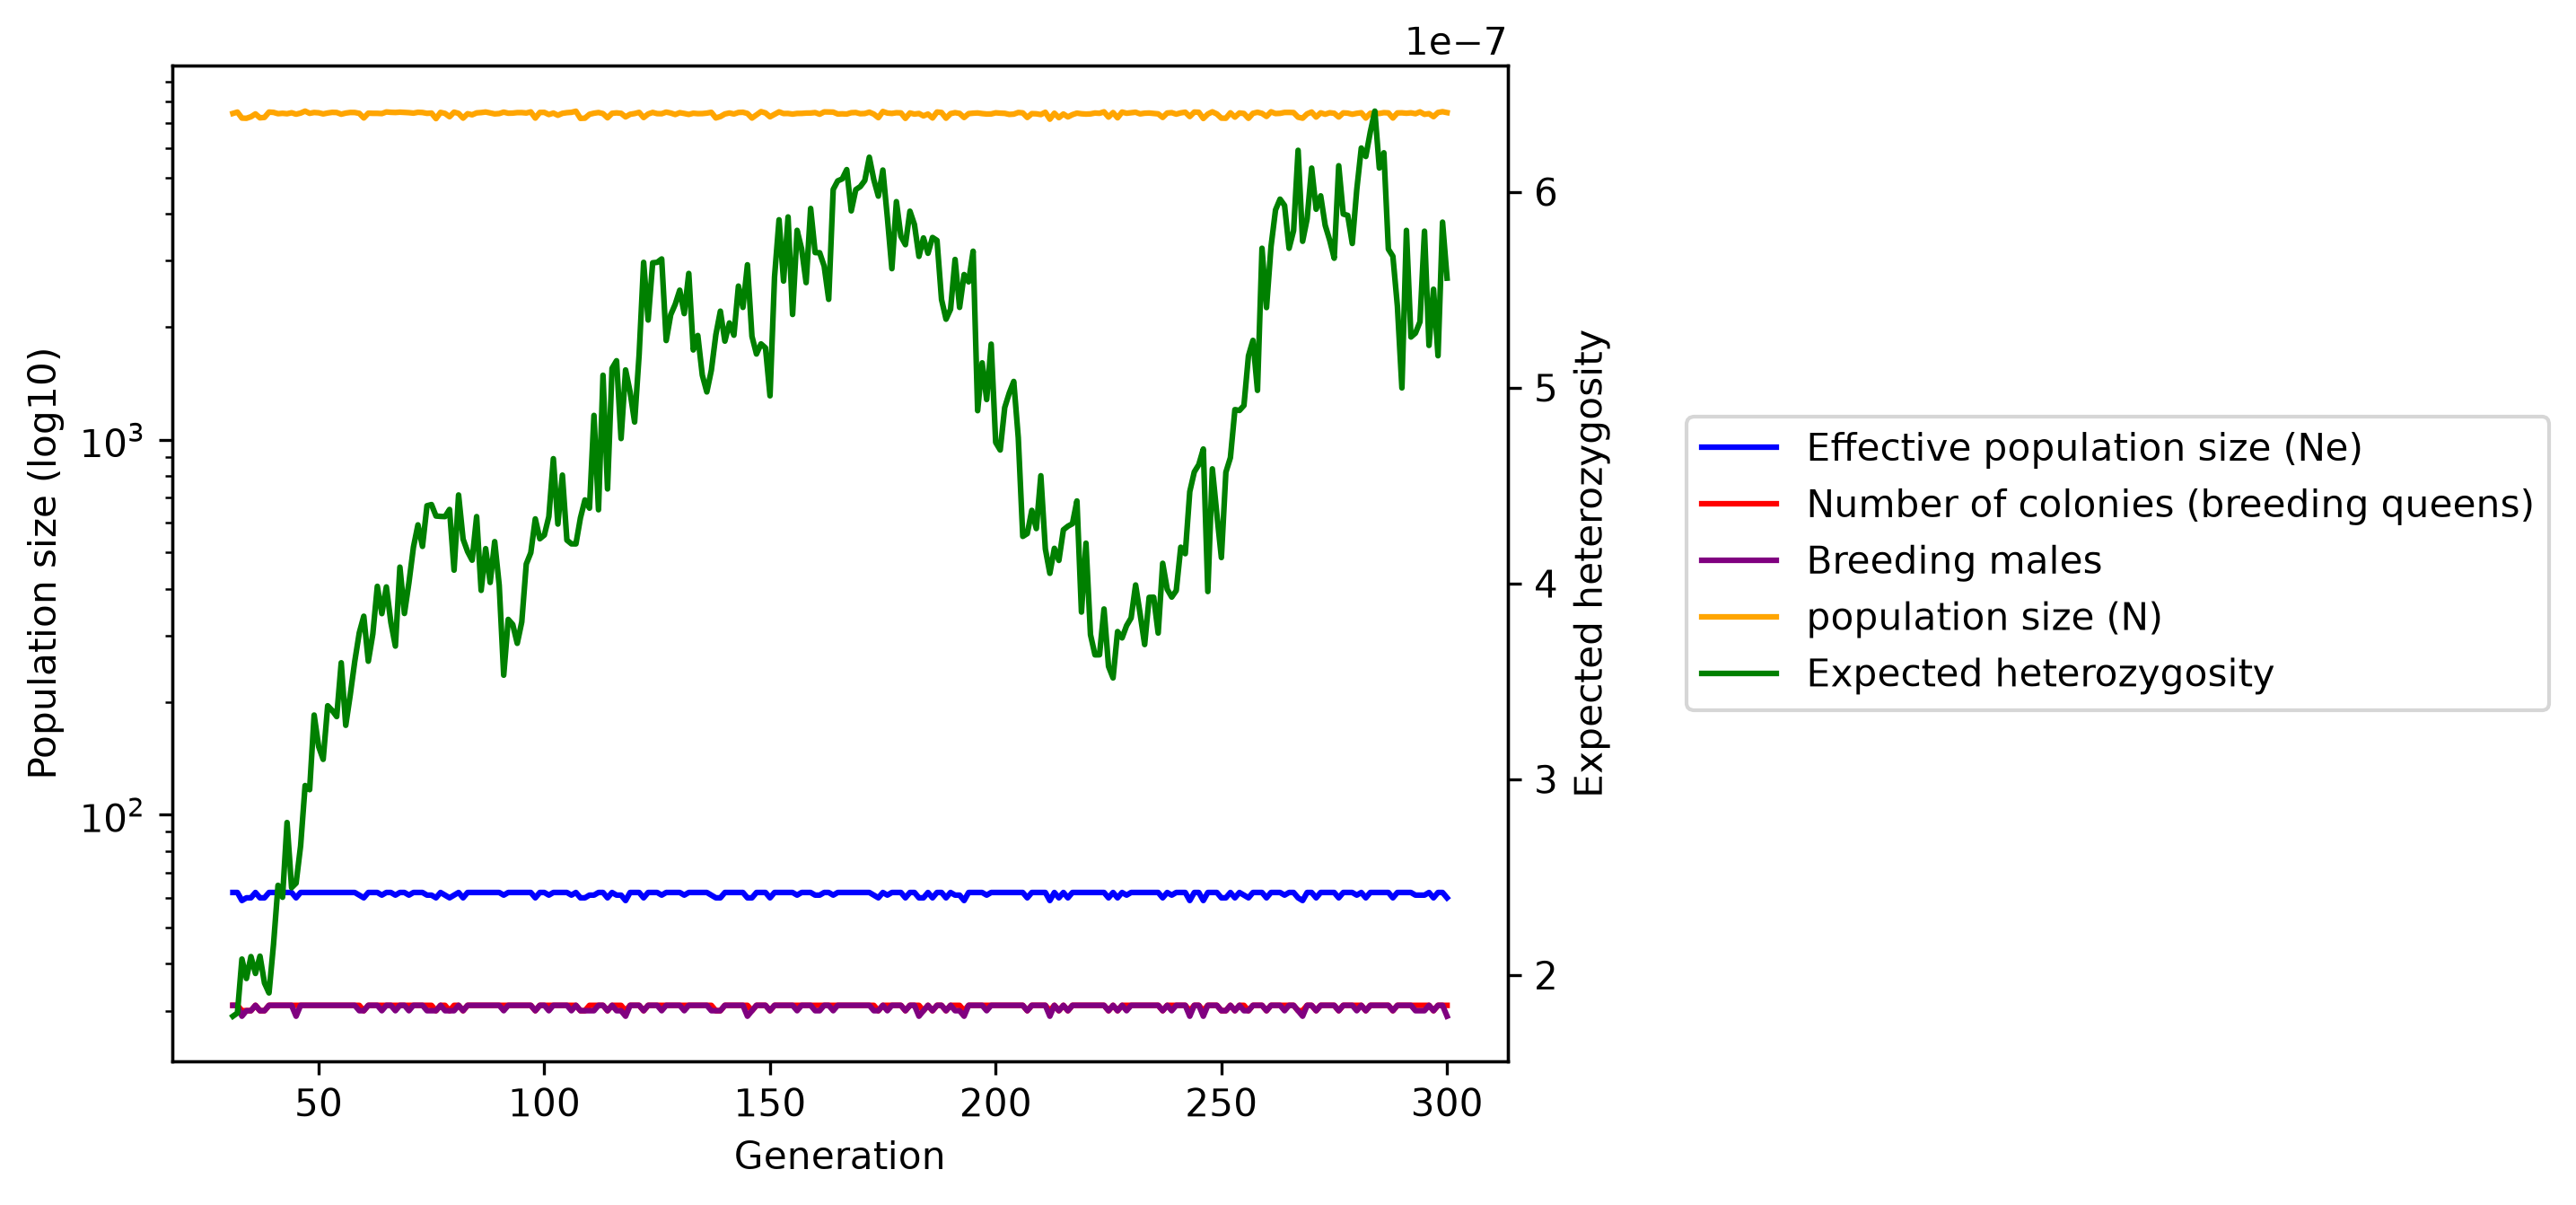 1e−7
10³
10²
Population size (log10)
6
5
4
3
2
Expected heterozygosity
50 100 150 200 250 300
Generation
Effective population size (Ne)
Number of colonies (breeding queens)
Breeding males
population size (N)
Expected heterozygosity